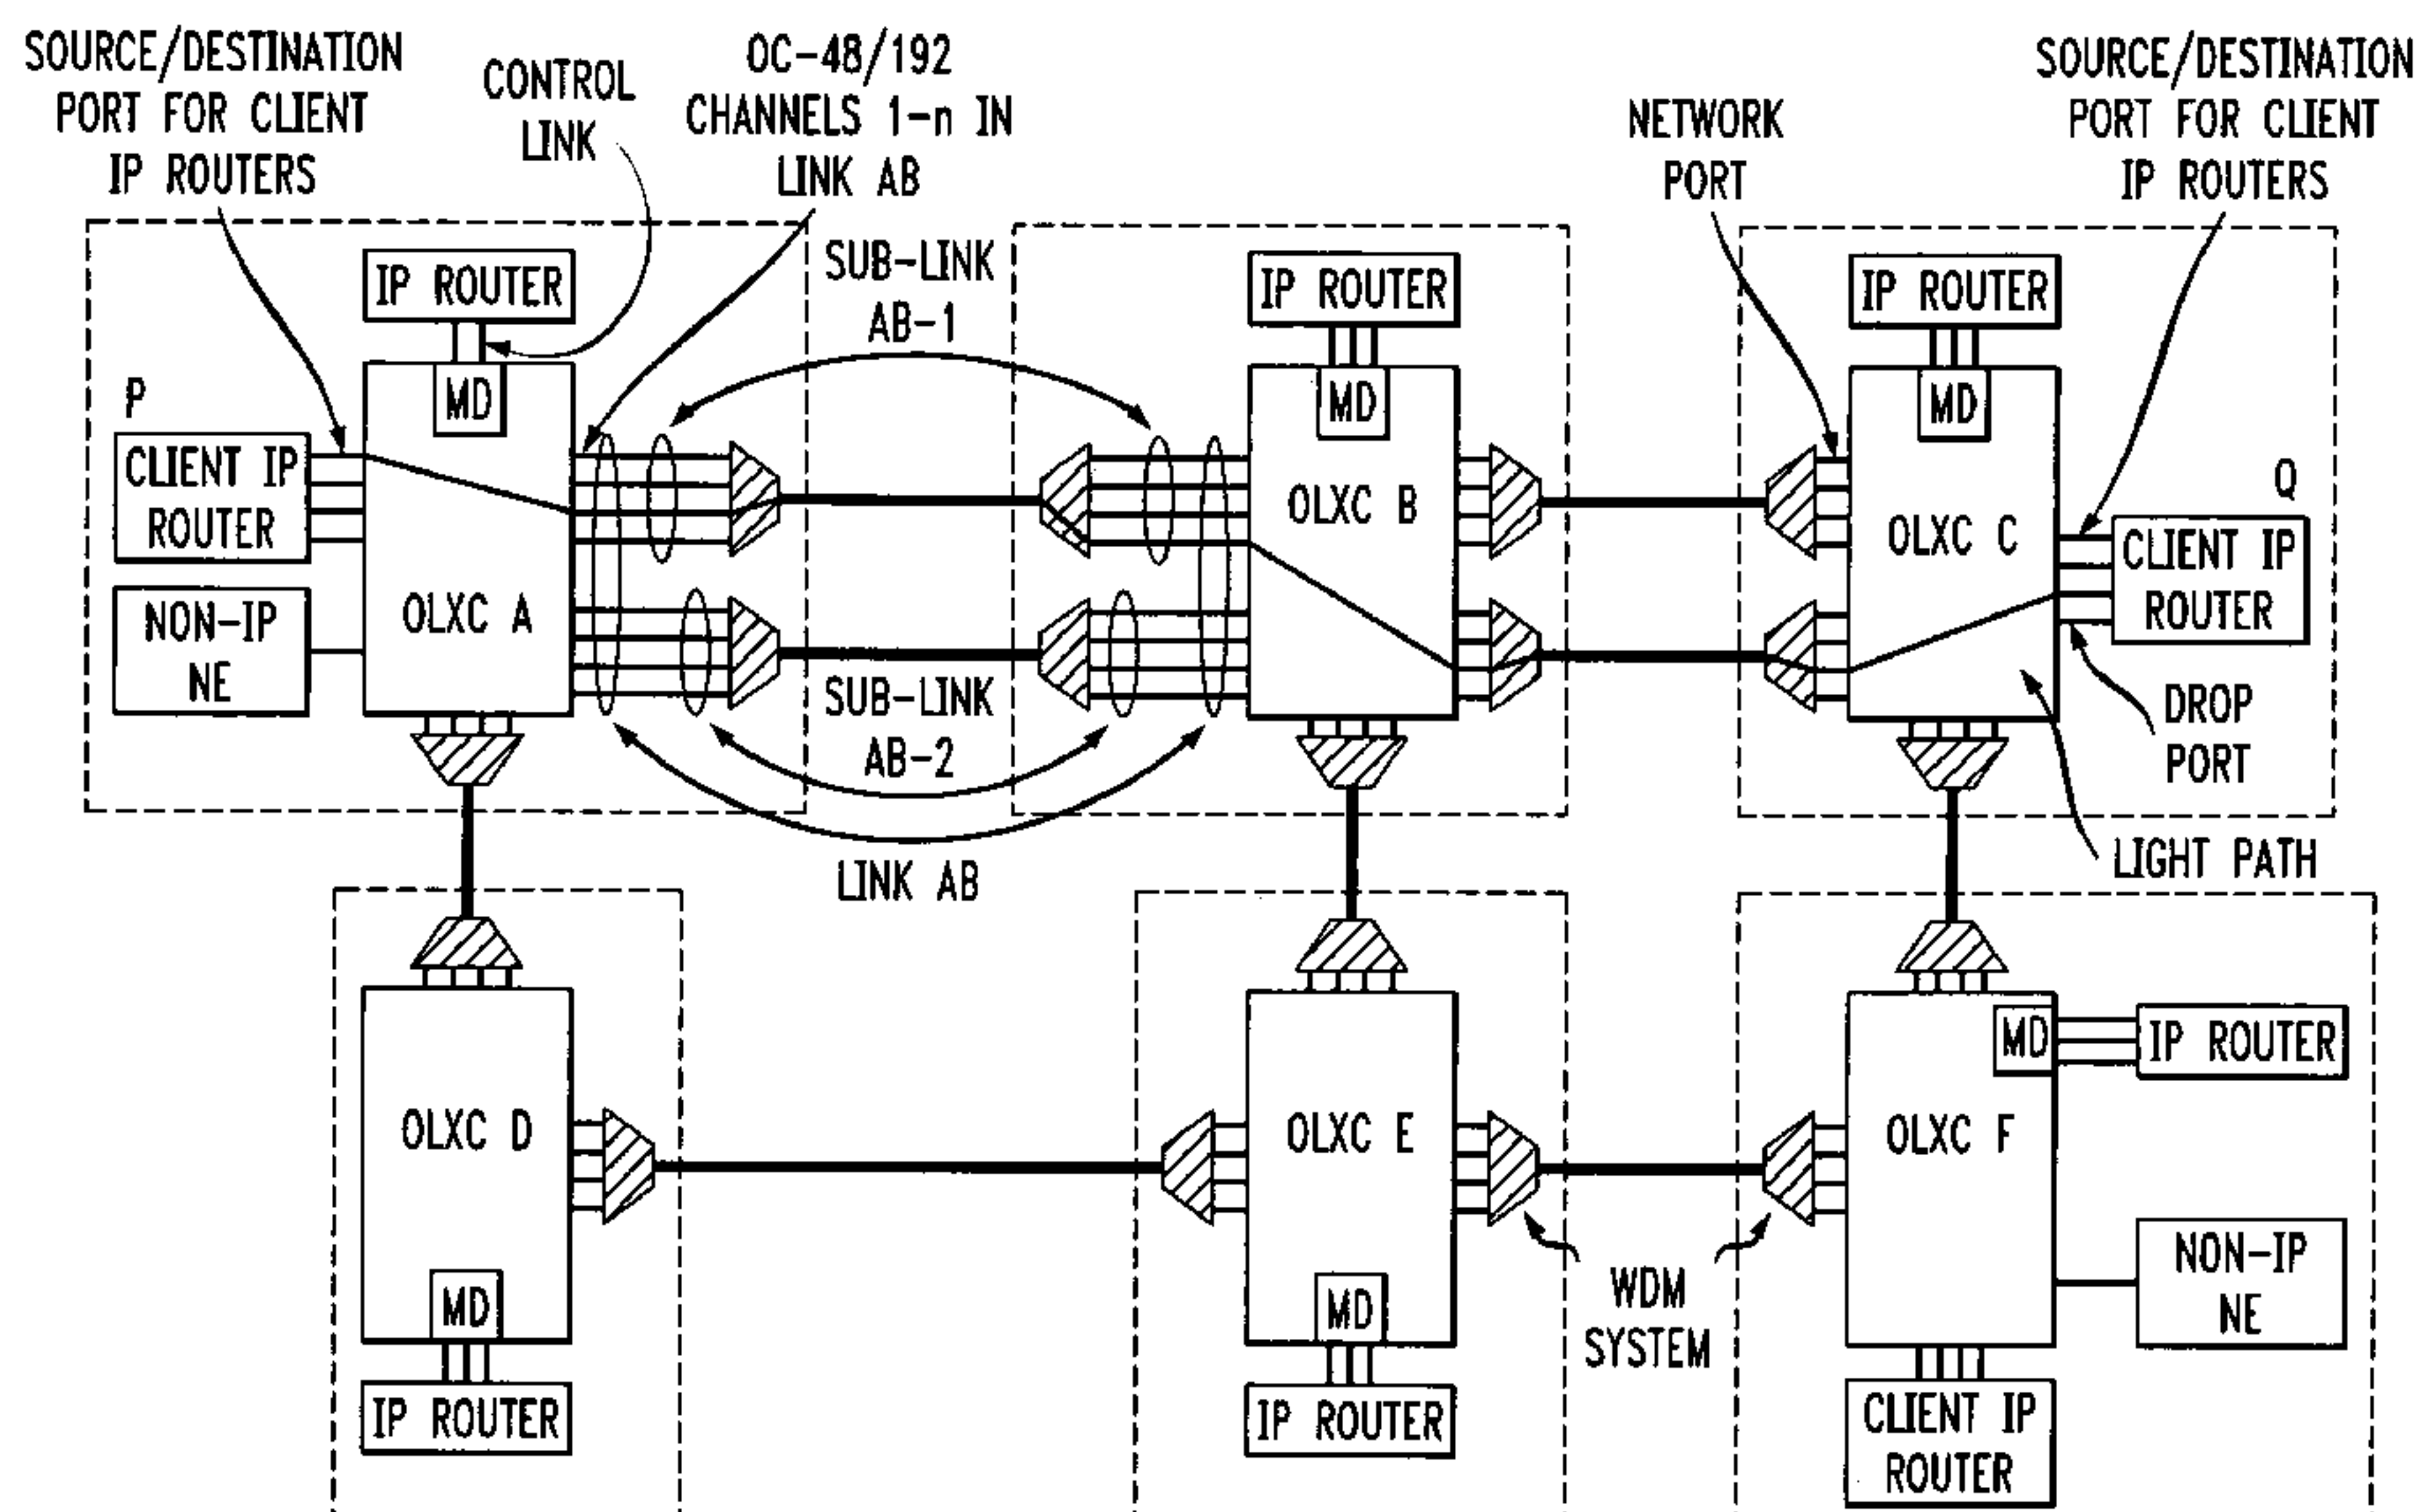 SOURCE/DESTINATION
PORT FOR CLIENT
IP ROUTERS
CONTROL
LINK
OC-48/192
CHANNELS 1-n IN
LINK AB
NETWORK
PORT
SOURCE/DESTINATION
PORT FOR CLIENT
IP ROUTERS
SUB-LINK
AB-1
IP ROUTER
IP ROUTER
IP ROUTER
MD
MD
MD
P
CLIENT IP
ROUTER
Q
CLIENT IP
ROUTER
OLXC B
OLXC C
NON-IP
NE
OLXC A
SUB-LINK
AB-2
DROP
PORT
LINK AB
LIGHT PATH
OLXC D
OLXC E
OLXC F
MD
IP ROUTER
MD
MD
WDM
SYSTEM
NON-IP
NE
IP ROUTER
IP ROUTER
CLIENT IP
ROUTER